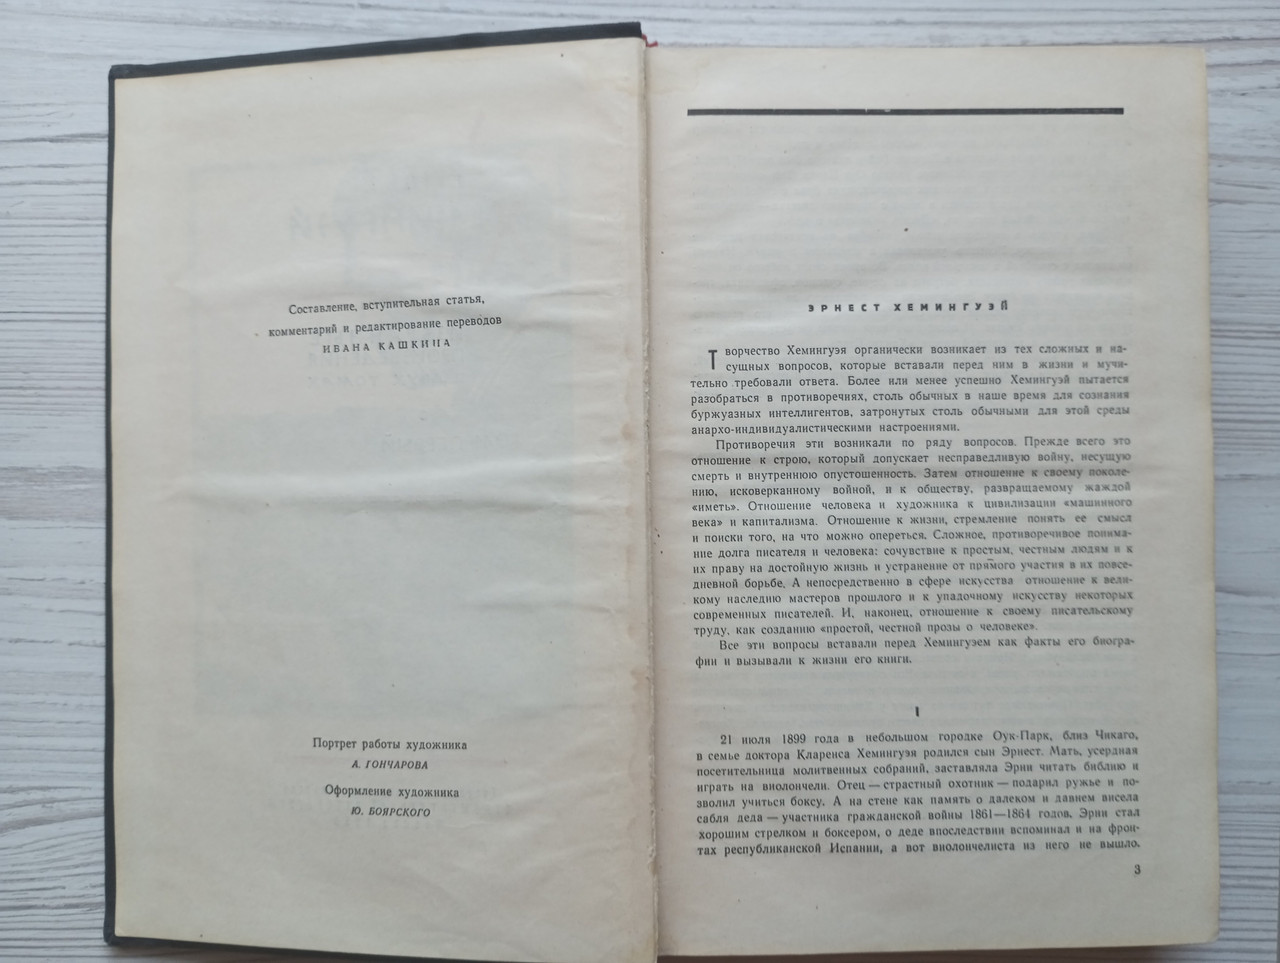 Составление, вступительная статья,
комментарий и редактирование переводов
ИВАНА КАШКИНА
Портрет работы художника
А. ГОНЧАРОВА
Оформление художника
Ю. БОЯРСКОГО
ЭРНЕСТ ХЕМИНГУЭЙ
Творчество Хемингуэя органически возникает из тех сложных и на-
сущных вопросов, которые вставали перед ним в жизни и мучи-
тельно требовали ответа. Более или менее успешно Хемингуэй пытается
разобраться в противоречиях, столь обычных в наше время для сознания
буржуазных интеллигентов, затронутых столь обычными для этой среды
анархо-индивидуалистическими настроениями.
Противоречия эти возникали по ряду вопросов. Прежде всего это
отношение к строю, который допускает несправедливую войну, несущую
смерть и внутреннюю опустошенность. Затем отношение к своему поколе-
нию, исковерканному войной, и к обществу, развращаемому жаждой
«иметь». Отношение человека и художника к цивилизации «машинного
века» и капитализма. Отношение к жизни, стремление понять ее смысл
и поиски того, на что можно опереться. Сложное, противоречивое понима-
ние долга писателя и человека: сочувствие к простым, честным людям и к
их праву на достойную жизнь и устранение от прямого участия в их повсе-
дневной борьбе. А непосредственно в сфере искусства отношение к вели-
кому наследию мастеров прошлого и к упадочному искусству некоторых
современных писателей. И, наконец, отношение к своему писательскому
труду, как созданию «простой, честной прозы о человеке».
Все эти вопросы вставали перед Хемингуэем как факты его биогра-
фии и вызывали к жизни его книги.
I
21 июля 1899 года в небольшом городке Оук-Парк, близ Чикаго,
в семье доктора Кларенса Хемингуэя родился сын Эрнест. Мать, усердная
посетительница молитвенных собраний, заставляла Эрни читать библию и
играть на виолончели. Отец — страстный охотник — подарил ружье и по-
зволил учиться боксу. А на стене как память о далеком и давнем висела
сабля деда — участника гражданской войны 1861—1864 годов. Эрни стал
хорошим стрелком и боксером, о деде впоследствии вспоминал и на фрон-
тах республиканской Испании, а вот виолончелиста из него не вышло.
3